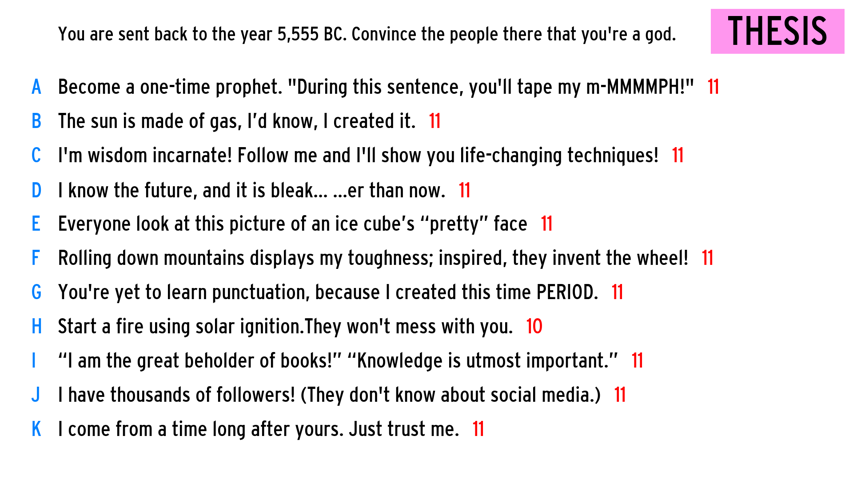 You are sent back to the year 5,555 BC. Convince the people there that you're a god. THESIS
A Become a one-time prophet. "During this sentence, you'll tape my m-MMMMPH!" 11
B The sun is made of gas, I’d know, I created it. 11
C I'm wisdom incarnate! Follow me and I'll show you life-changing techniques! 11
D I know the future, and it is bleak... ...er than now. 11
E Everyone look at this picture of an ice cube’s “pretty” face 11
F Rolling down mountains displays my toughness; inspired, they invent the wheel! 11
G You're yet to learn punctuation, because I created this time PERIOD. 11
H Start a fire using solar ignition.They won't mess with you. 10
I “I am the great beholder of books!” “Knowledge is utmost important.” 11
J I have thousands of followers! (They don't know about social media.) 11
K I come from a time long after yours. Just trust me. 11